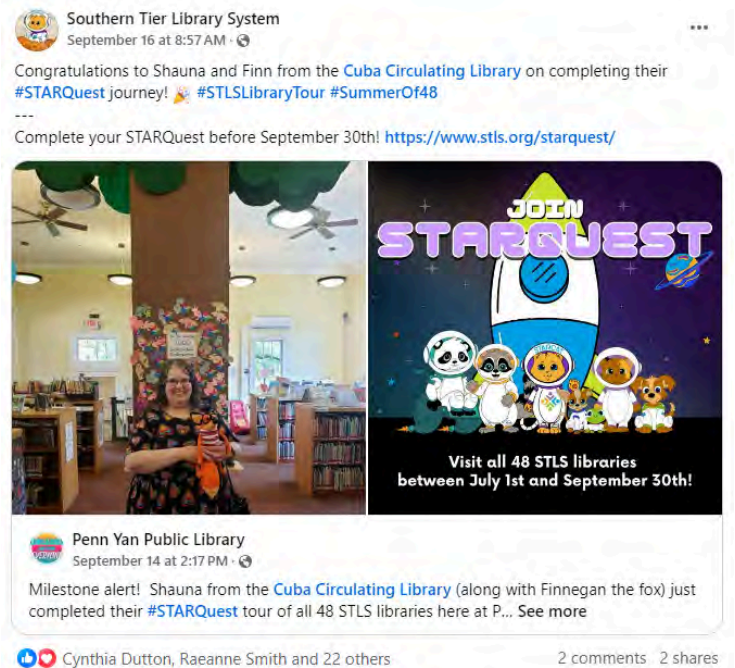 Southern Tier Library System
September 16 at 8:57 AM ·
Congratulations to Shauna and Finn from the Cuba Circulating Library on completing their
#STARQuest journey! 🎉 #STLSLibraryTour #SummerOf48
---
Complete your STARQuest before September 30th! https://www.stls.org/starquest/
JOIN
STARQUEST
Visit all 48 STLS libraries
between July 1st and September 30th!
Penn Yan Public Library
September 14 at 2:17 PM ·
Milestone alert! Shauna from the Cuba Circulating Library (along with Finnegan the fox) just
completed their #STARQuest tour of all 48 STLS libraries here at P... See more
Cynthia Dutton, Raeanne Smith and 22 others
2 comments 2 shares